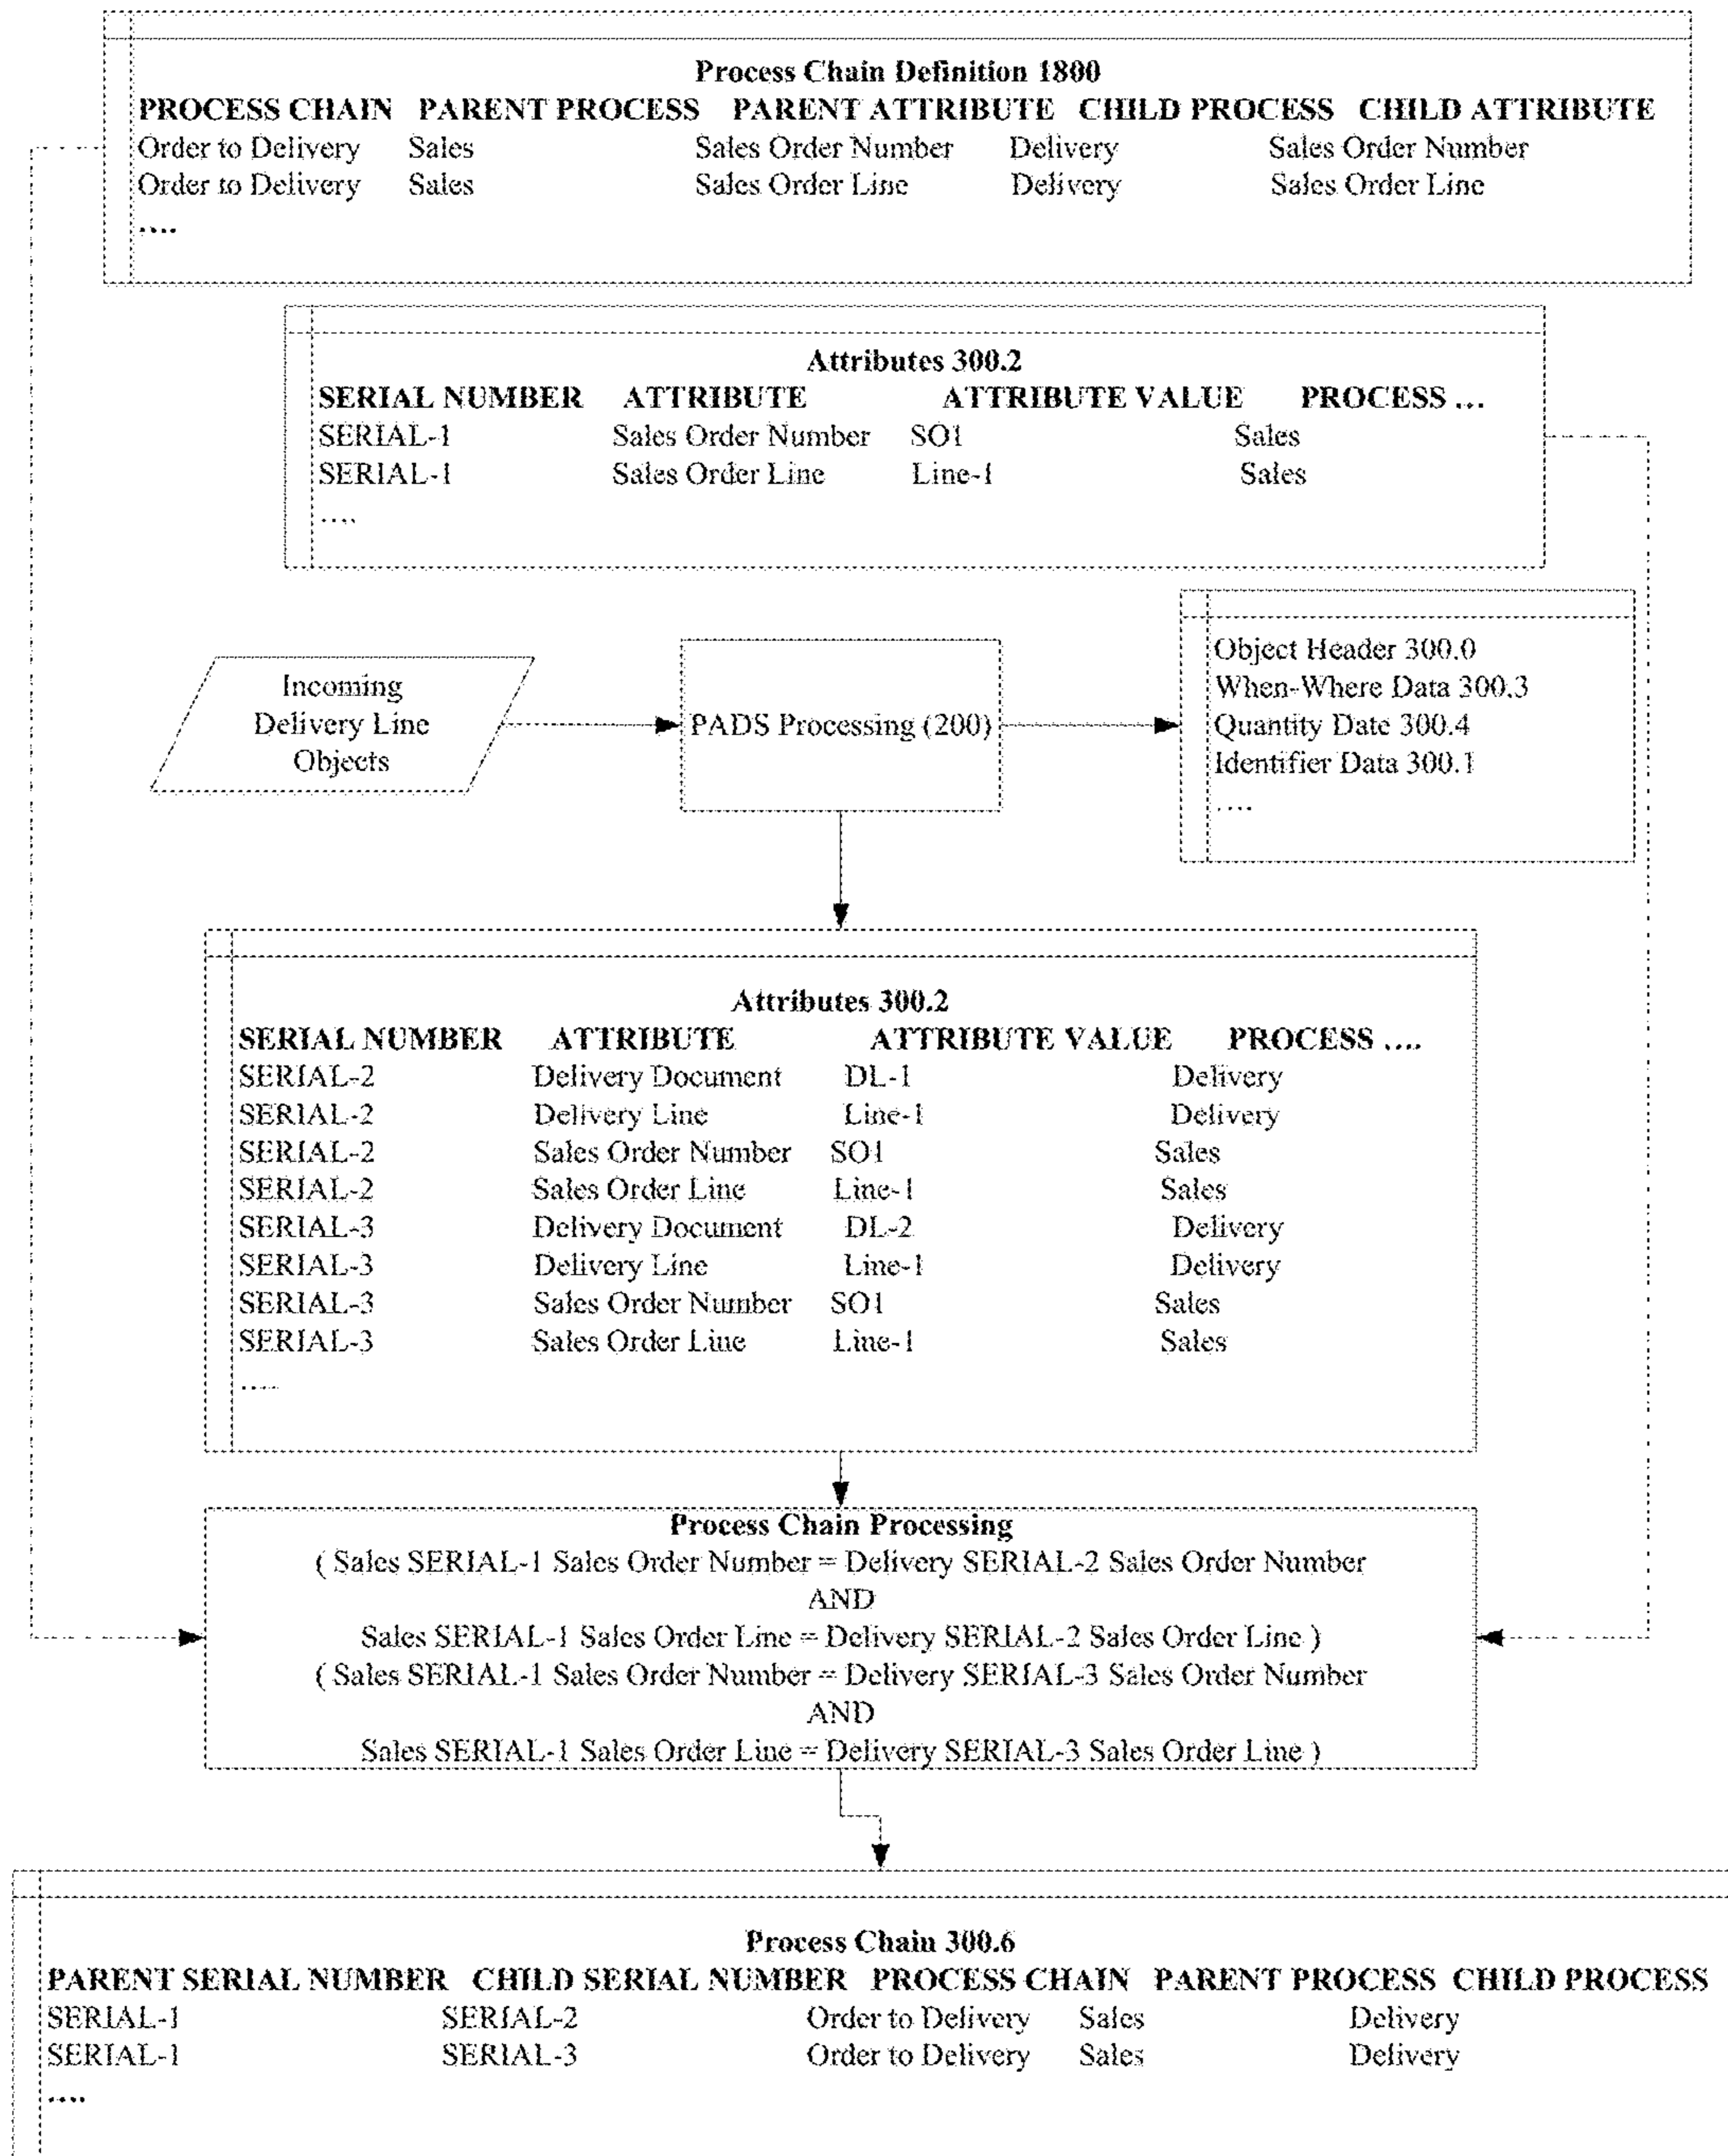 Process Chain Definition 1800
PROCESS CHAIN PARENT PROCESS PARENT ATTRIBUTE CHILD PROCESS CHILD ATTRIBUTE
Order to Delivery Sales Sales Order Number Delivery Sales Order Number
Order to Delivery Sales Sales Order Line Delivery Sales Order Line
....
Attributes 300.2
SERIAL NUMBER ATTRIBUTE ATTRIBUTE VALUE PROCESS ...
SERIAL-1 Sales Order Number SO1 Sales
SERIAL-1 Sales Order Line Line-1 Sales
....
Incoming
Delivery Line
Objects
PADS Processing (200)
Object Header 300.0
When-Where Data 300.3
Quantity Date 300.4
Identifier Data 300.1
....
Attributes 300.2
SERIAL NUMBER ATTRIBUTE ATTRIBUTE VALUE PROCESS ....
SERIAL-2 Delivery Document DL-1 Delivery
SERIAL-2 Delivery Line Line-1 Delivery
SERIAL-2 Sales Order Number SO1 Sales
SERIAL-2 Sales Order Line Line-1 Sales
SERIAL-3 Delivery Document DL-2 Delivery
SERIAL-3 Delivery Line Line-1 Delivery
SERIAL-3 Sales Order Number SO1 Sales
SERIAL-3 Sales Order Line Line-1 Sales
.....
Process Chain Processing
( Sales SERIAL-1 Sales Order Number = Delivery SERIAL-2 Sales Order Number
AND
Sales SERIAL-1 Sales Order Line = Delivery SERIAL-2 Sales Order Line )
( Sales SERIAL-1 Sales Order Number = Delivery SERIAL-3 Sales Order Number
AND
Sales SERIAL-1 Sales Order Line = Delivery SERIAL-3 Sales Order Line )
Process Chain 300.6
PARENT SERIAL NUMBER CHILD SERIAL NUMBER PROCESS CHAIN PARENT PROCESS CHILD PROCESS
SERIAL-1 SERIAL-2 Order to Delivery Sales Delivery
SERIAL-1 SERIAL-3 Order to Delivery Sales Delivery
....